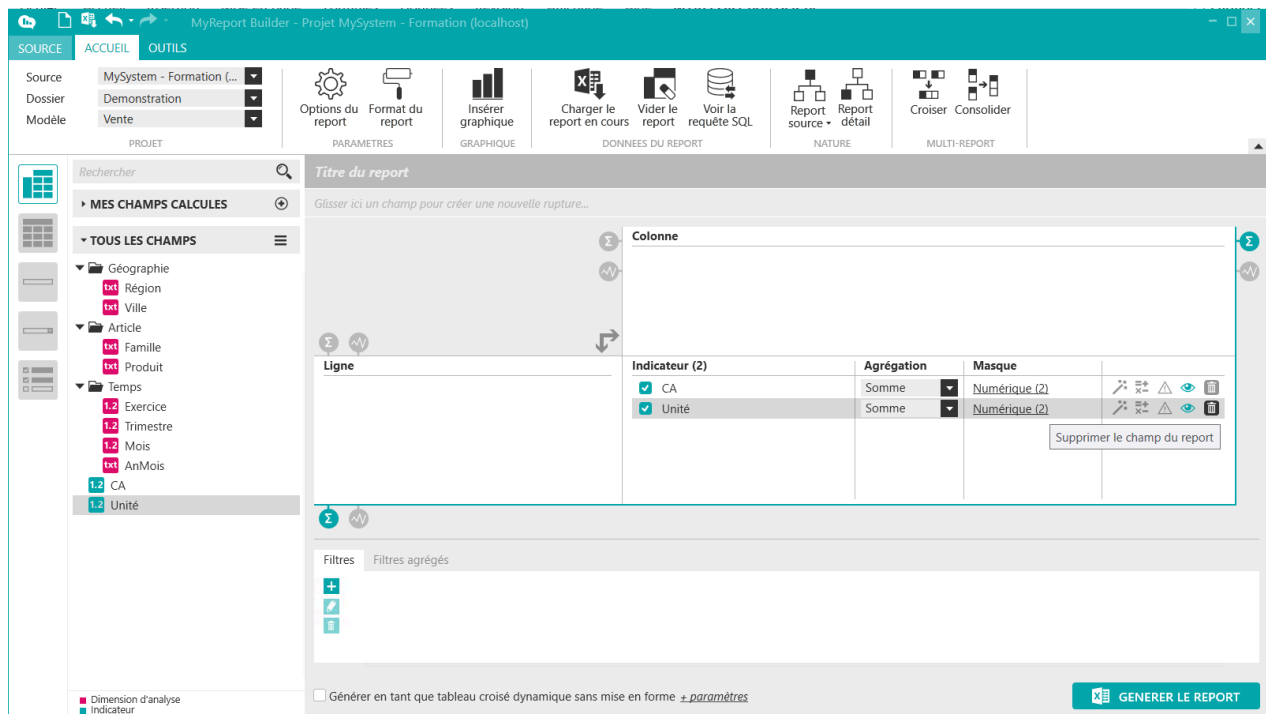 MyReport Builder - Projet MySystem - Formation (localhost)
SOURCE ACCUEIL OUTILS
Source MySystem - Formation (...
Dossier Demonstration
Modèle Vente
PROJET
Options du report
Format du report
PARAMETRES
Insérer graphique
GRAPHIQUE
Charger le report en cours
Vider le report
Voir la requête SQL
DONNEES DU REPORT
Report source
Report détail
NATURE
Croiser
Consolider
MULTI-REPORT
Rechercher
MES CHAMPS CALCULES
TOUS LES CHAMPS
Géographie
txt Région
txt Ville
Article
txt Famille
txt Produit
Temps
1.2 Exercice
1.2 Trimestre
1.2 Mois
txt AnMois
1.2 CA
1.2 Unité
Dimension d'analyse
Indicateur
Titre du report
Glisser ici un champ pour créer une nouvelle rupture...
Colonne
Ligne
Indicateur (2) Agrégation Masque
CA Somme Numérique (2)
Unité Somme Numérique (2)
Supprimer le champ du report
Filtres Filtres agrégés
Générer en tant que tableau croisé dynamique sans mise en forme + paramètres
GENERER LE REPORT